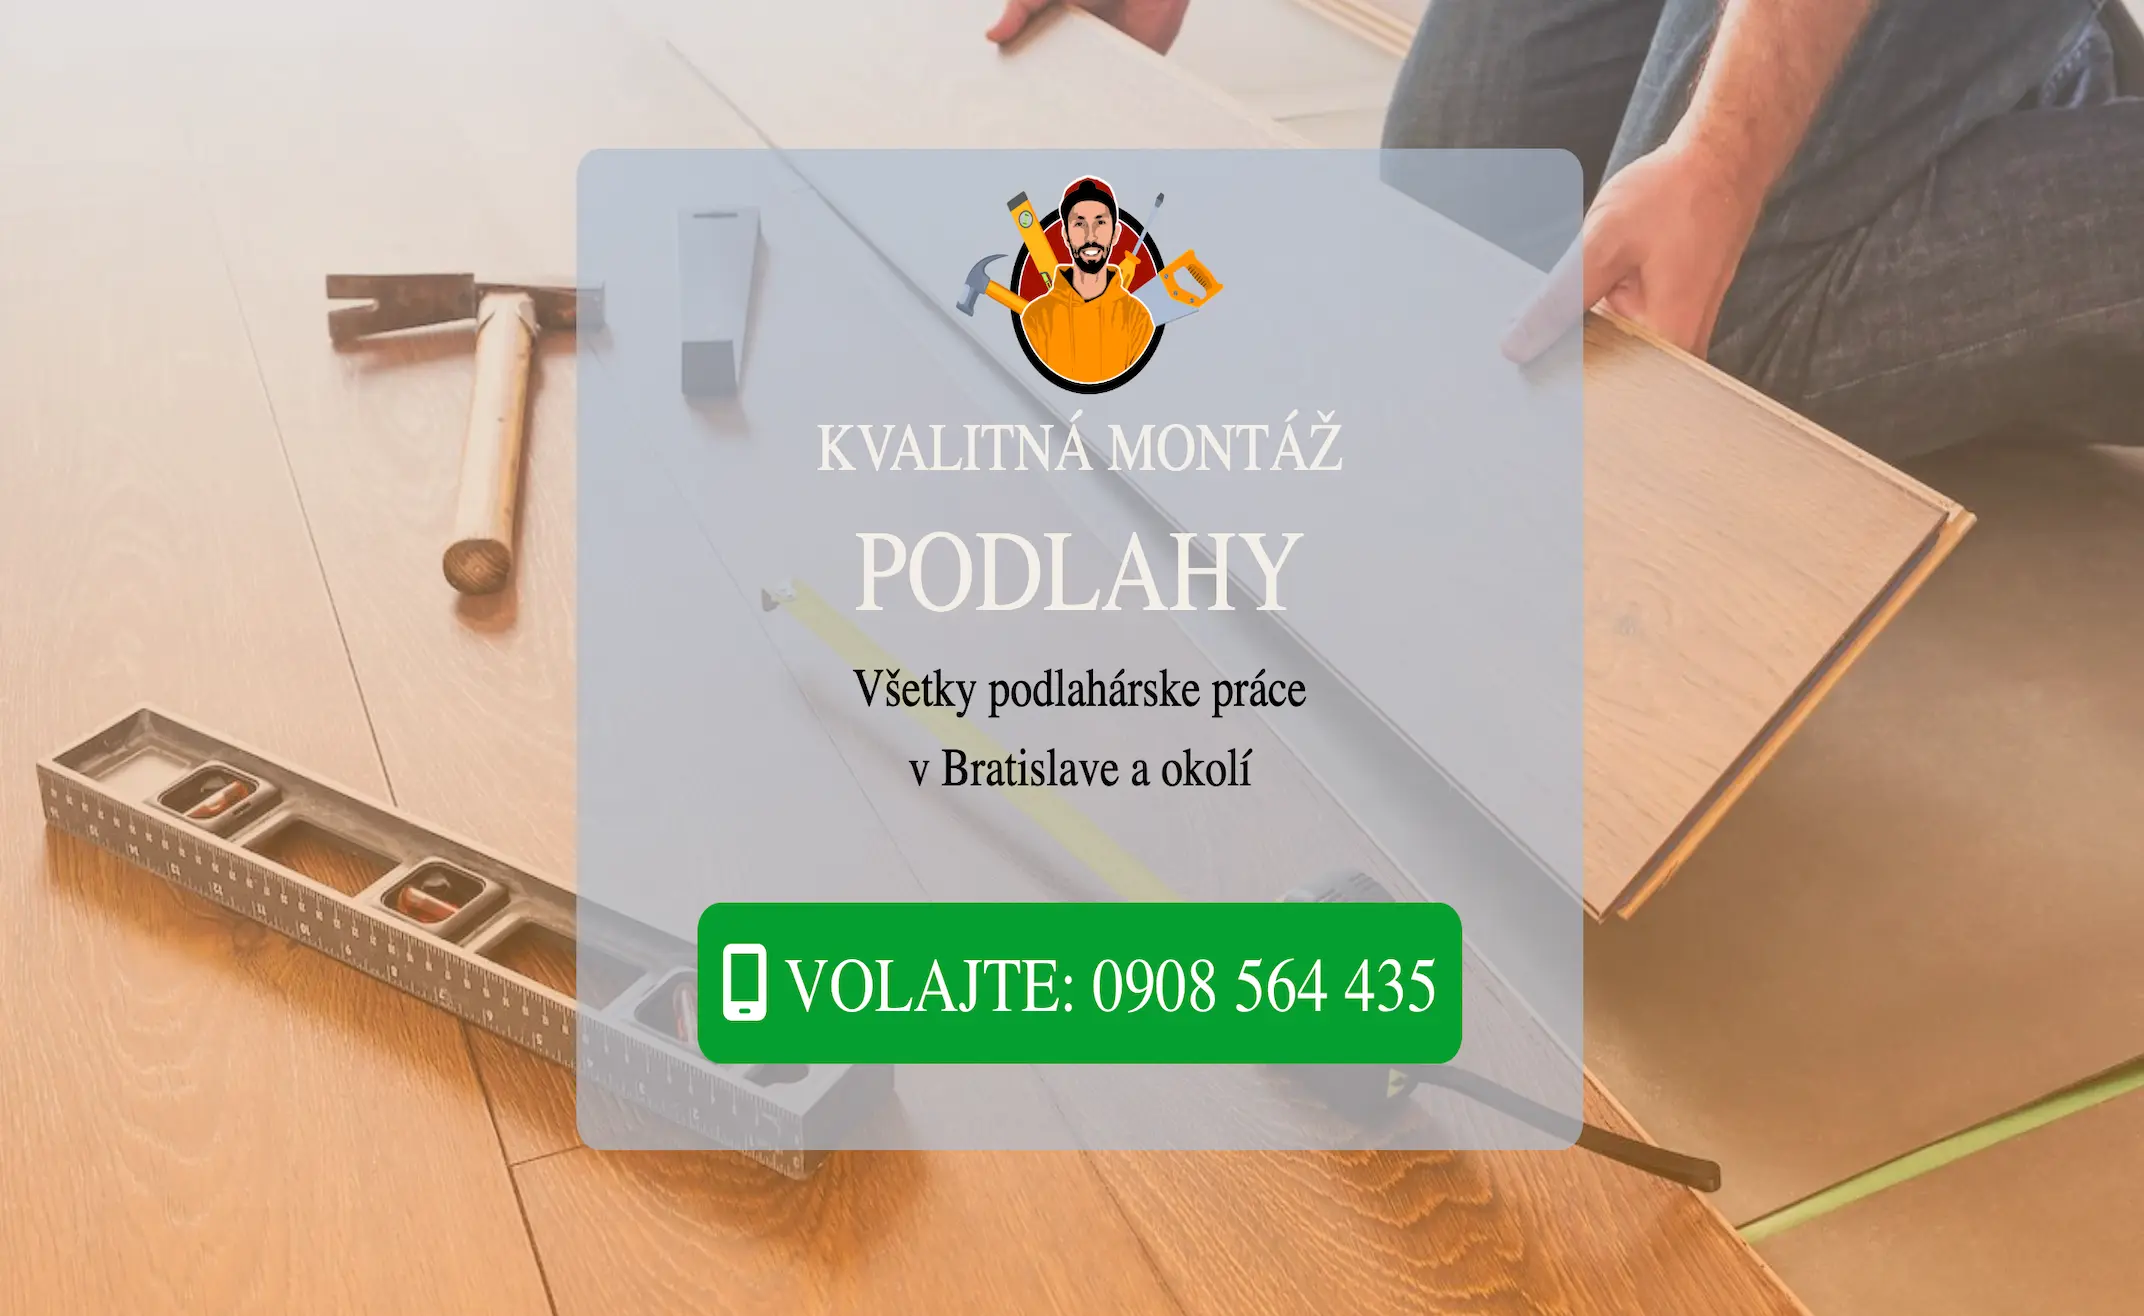 KVALITNÁ MONTÁŽ
PODLAHY
Všetky podlahárske práce
v Bratislave a okolí
VOLAJTE: 0908 564 435